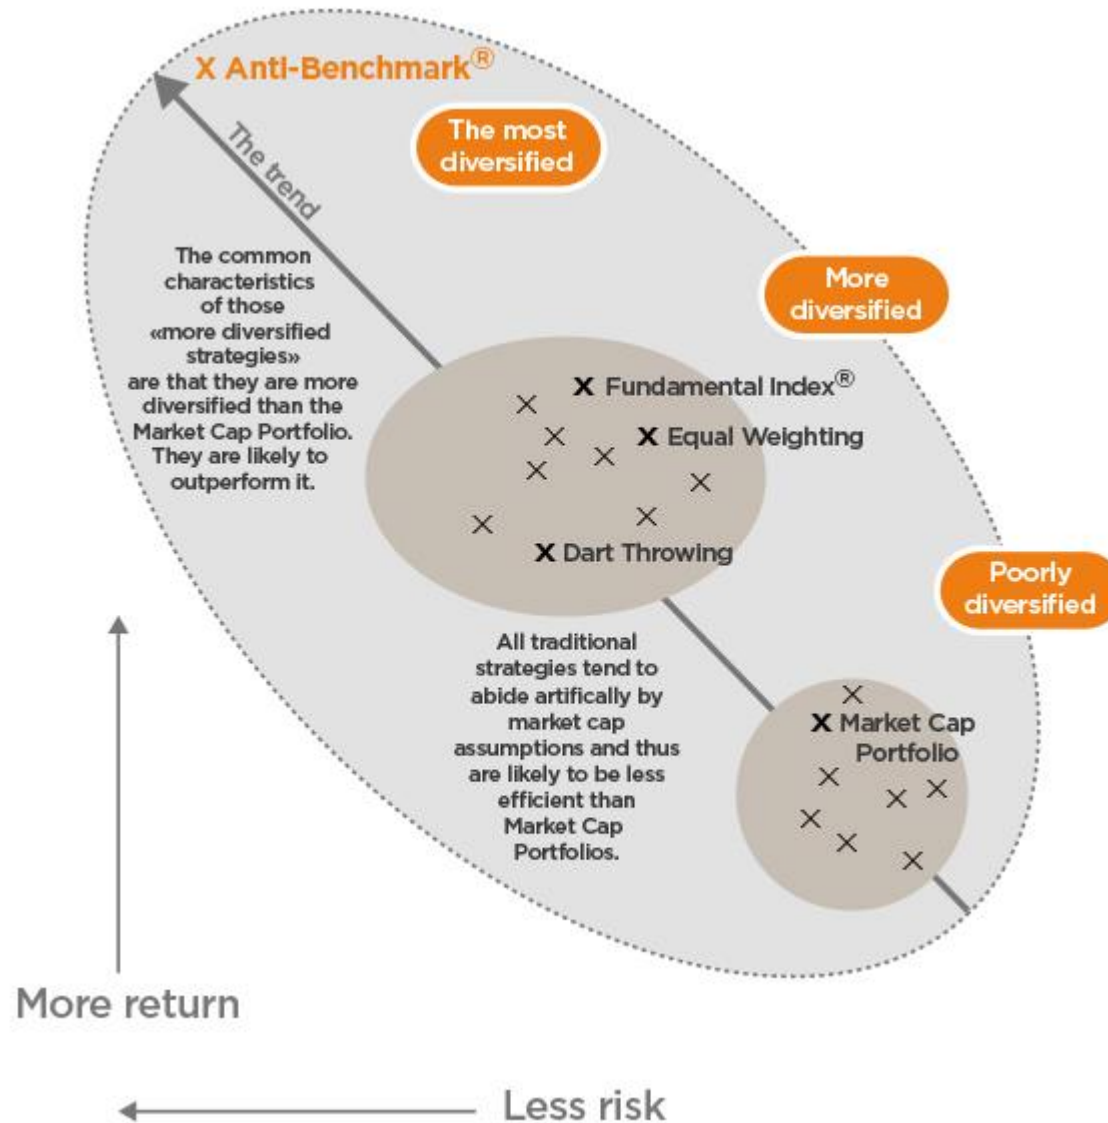 X Anti-Benchmark®
The most
diversified
The trend
The common
characteristics
of those
«more diversified
strategies»
are that they are more
diversified than the
Market Cap Portfolio.
They are likely to
outperform it.
More
diversified
X Fundamental Index®
X Equal Weighting
X Dart Throwing
Poorly
diversified
All traditional
strategies tend to
abide artifically by
market cap
assumptions and thus
are likely to be less
efficient than
Market Cap
Portfolios.
X Market Cap
Portfolio
More return
Less risk